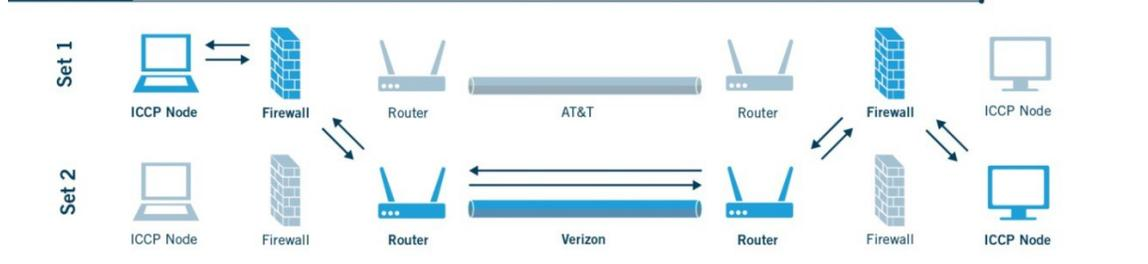 Set 1
ICCP Node
Firewall
Router
AT&T
Router
Firewall
ICCP Node
Set 2
ICCP Node
Firewall
Router
Verizon
Router
Firewall
ICCP Node